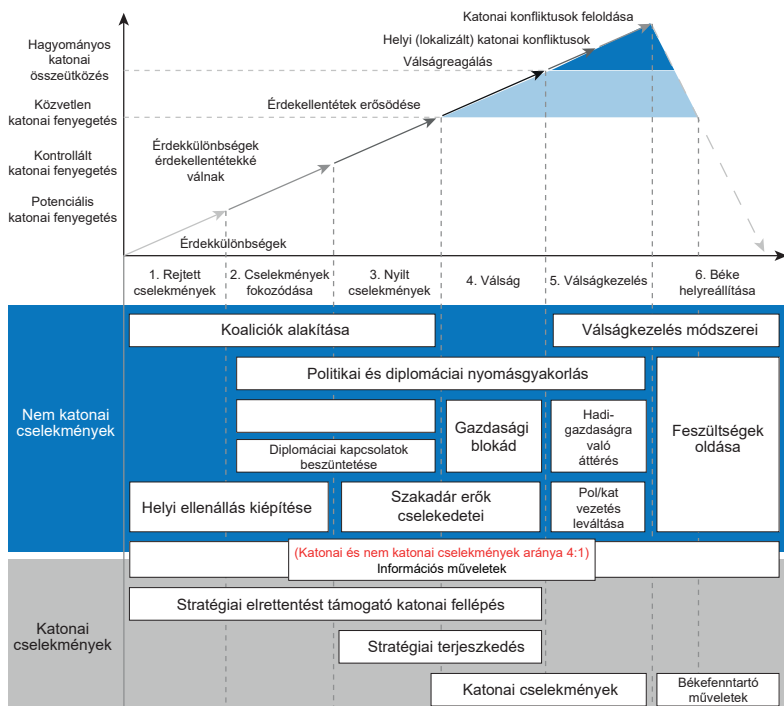 Katonai konfliktusok feloldása
Helyi (lokalizált) katonai konfliktusok
Válságreagálás
Hagyományos
katonai
összeütközés
Közvetlen
katonai fenyegetés
Érdekellentétek erősödése
Kontrollált
katonai fenyegetés
Érdekkülönbségek
érdekellentétekké
válnak
Potenciális
katonai fenyegetés
Érdekkülönbségek
1. Rejtett
cselekmények
2. Cselekmények
fokozódása
3. Nyílt
cselekmények
4. Válság
5. Válságkezelés
6. Béke
helyreállítása
Nem katonai
cselekmények
Koalíciók alakítása
Válságkezelés módszerei
Politikai és diplomáciai nyomásgyakorlás
Diplomáciai kapcsolatok
beszüntetése
Gazdasági
blokád
Hadi-
gazdaságra
való
áttérés
Feszültségek
oldása
Helyi ellenállás kiépítése
Szakadár erők
cselekedetei
Pol/kat
vezetés
leváltása
(Katonai és nem katonai cselekmények aránya 4:1)
Információs műveletek
Katonai
cselekmények
Stratégiai elrettentést támogató katonai fellépés
Stratégiai terjeszkedés
Katonai cselekmények
Békefenntartó
műveletek